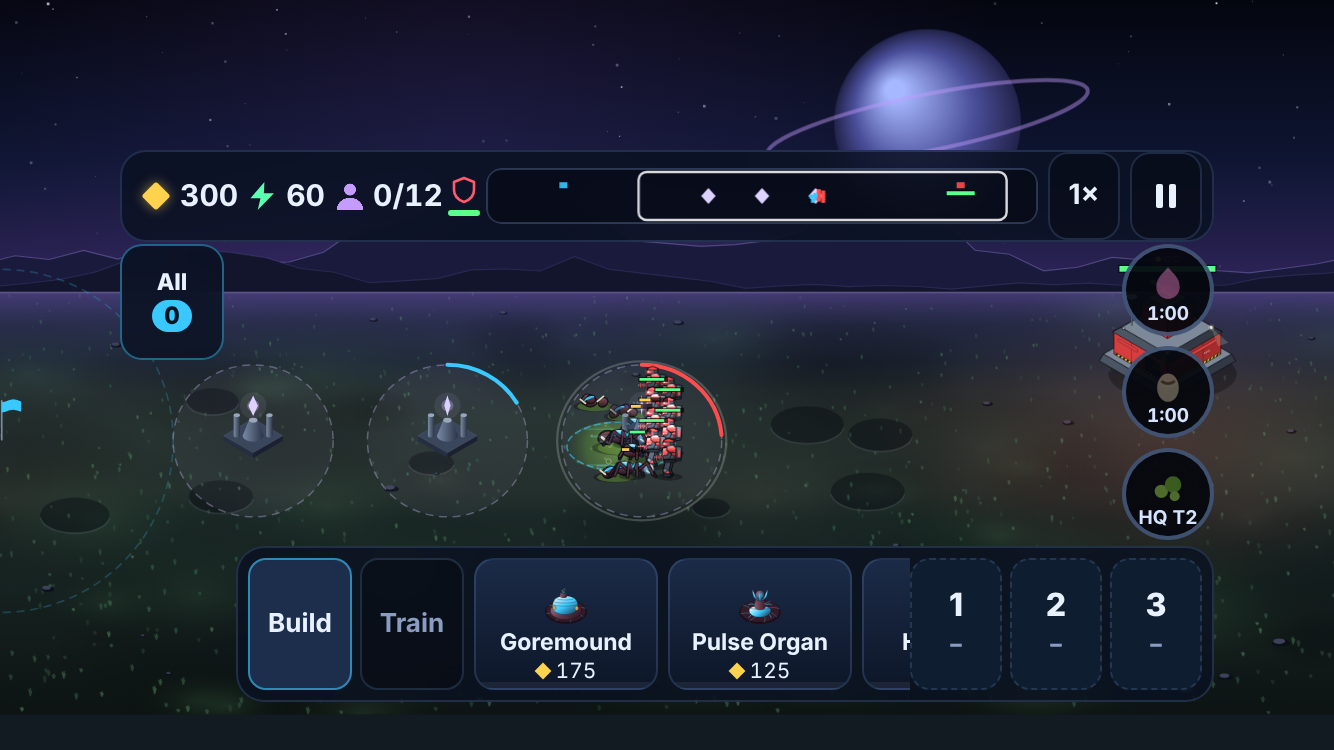 300 60 0/12 1×
All
0
1:00
1:00
HQ T2
Build
Train
Goremound
175
Pulse Organ
125
1
–
2
–
3
–